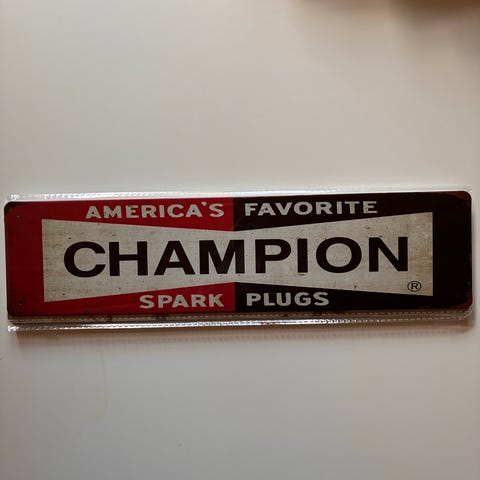 AMERICA'S FAVORITE
CHAMPION ®
SPARK PLUGS